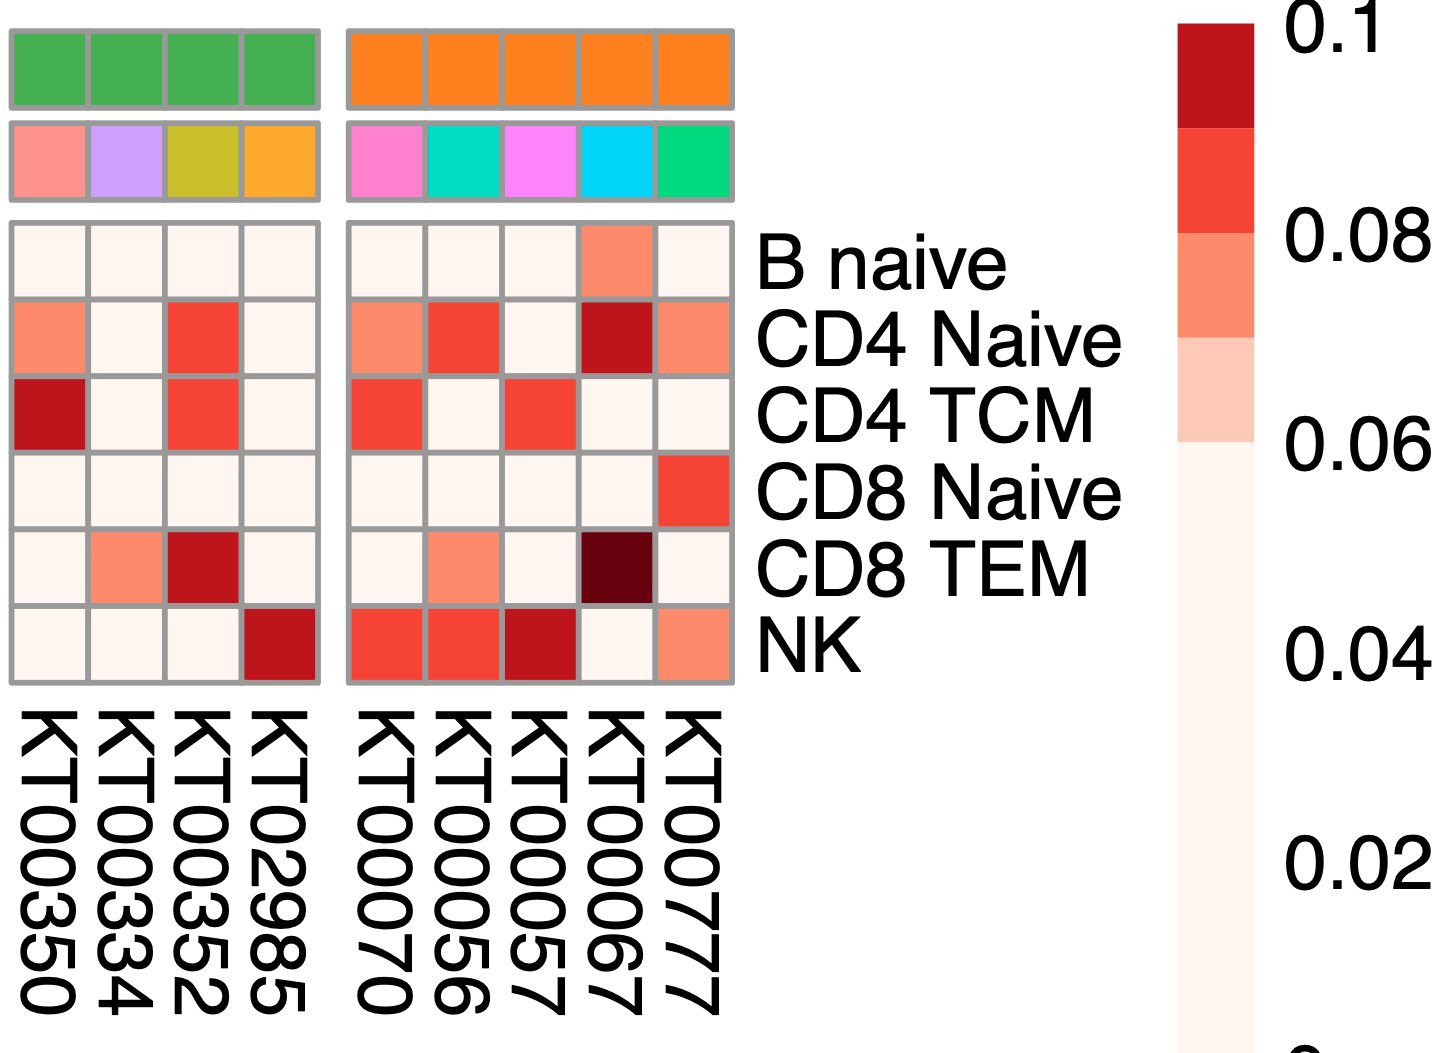 B naive
CD4 Naive
CD4 TCM
CD8 Naive
CD8 TEM
NK
KT00350
KT00334
KT00352
KT02985
KT00070
KT00056
KT00057
KT00067
KT00777
0.1
0.08
0.06
0.04
0.02